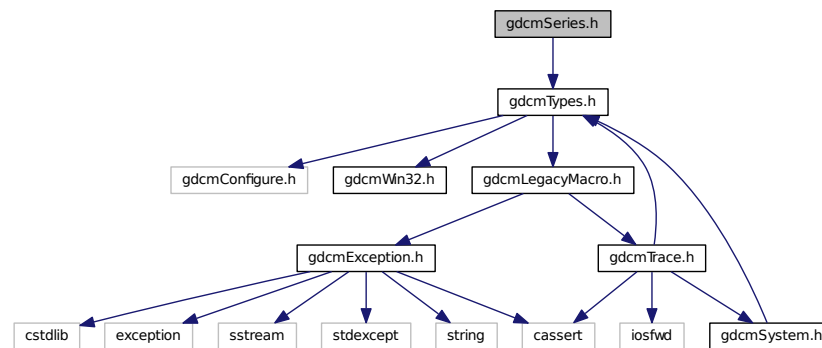 gdcmSeries.h
gdcmTypes.h
gdcmConfigure.h
gdcmWin32.h
gdcmLegacyMacro.h
gdcmException.h
gdcmTrace.h
cstdlib
exception
sstream
stdexcept
string
cassert
iosfwd
gdcmSystem.h